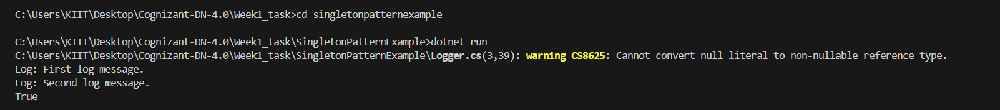 C:\Users\KIIT\Desktop\Cognizant-DN-4.0\Week1_task>cd singletonpatternexample
C:\Users\KIIT\Desktop\Cognizant-DN-4.0\Week1_task\SingletonPatternExample>dotnet run
C:\Users\KIIT\Desktop\Cognizant-DN-4.0\Week1_task\SingletonPatternExample\Logger.cs(3,39): warning CS8625: Cannot convert null literal to non-nullable reference type.
Log: First log message.
Log: Second log message.
True